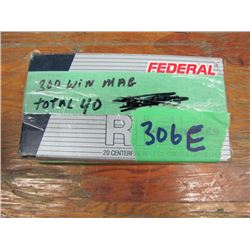 FEDERAL
300 WIN MAG
TOTAL 40
R
306E
20 CENTERF